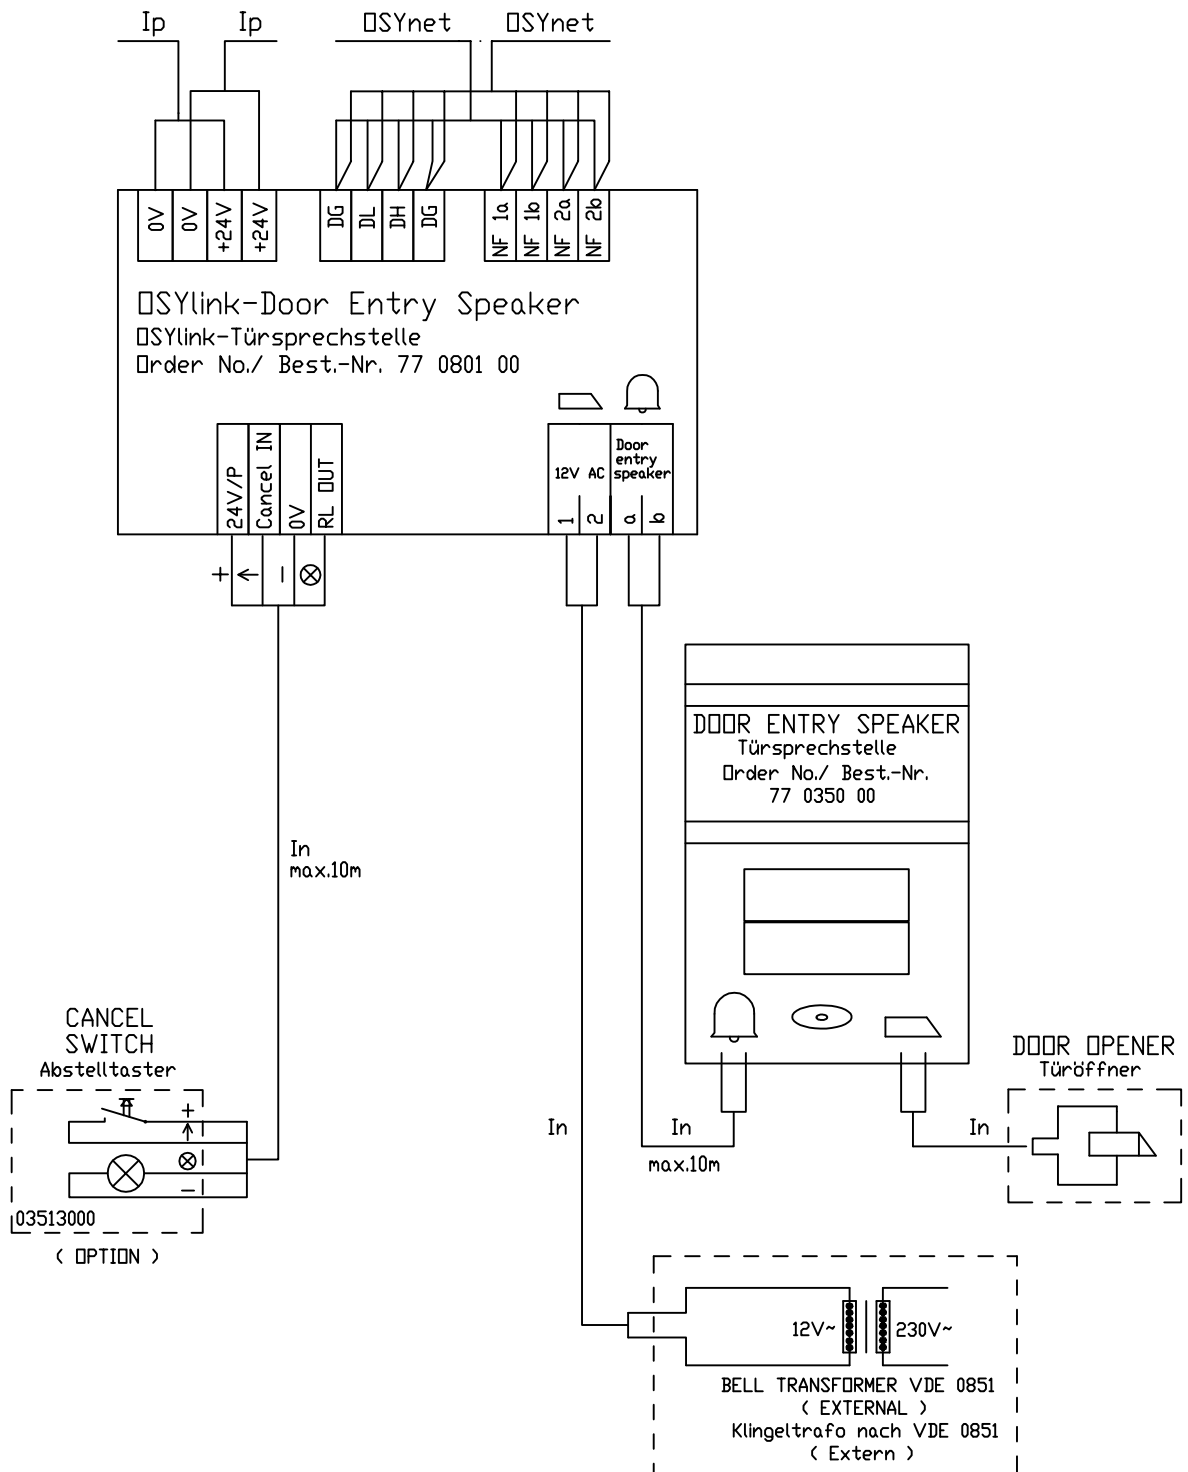 Ip
Ip
OSYnet
OSYnet
0V
0V
+24V
+24V
DG
DL
DH
DG
NF 1a
NF 1b
NF 2a
NF 2b
OSYlink-Door Entry Speaker
OSYlink-Türsprechstelle
Order No./ Best.-Nr. 77 0801 00
24V/P
Cancel IN
0V
RL OUT
12V AC
Door
entry
speaker
1
2
a
b
+
−
DOOR ENTRY SPEAKER
Türsprechstelle
Order No./ Best.-Nr.
77 0350 00
In
max.10m
CANCEL
SWITCH
Abstelltaster
+
−
03513000
( OPTION )
In
In
max.10m
In
DOOR OPENER
Türöffner
12V~
230V~
BELL TRANSFORMER VDE 0851
( EXTERNAL )
Klingeltrafo nach VDE 0851
( Extern )